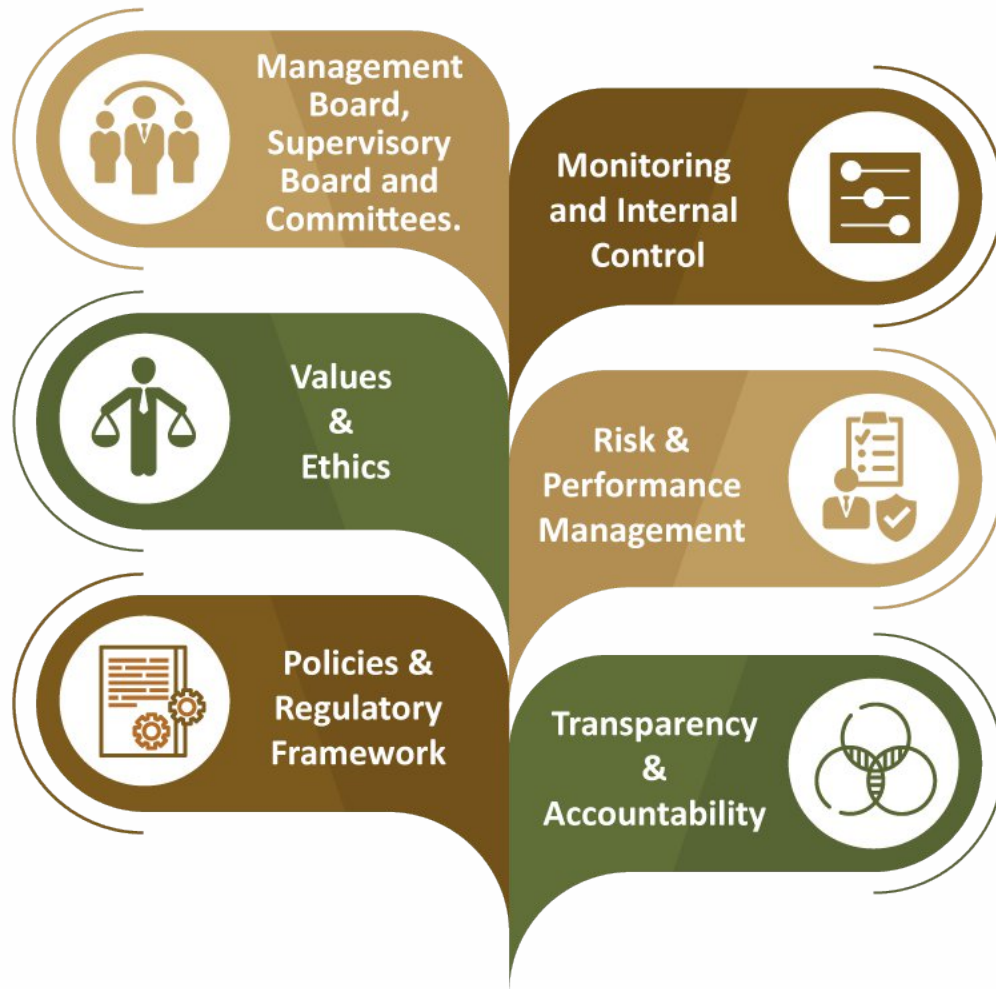 Management
Board,
Supervisory
Board and
Committees.
Monitoring
and Internal
Control
Values
&
Ethics
Risk &
Performance
Management
Policies &
Regulatory
Framework
Transparency
&
Accountability